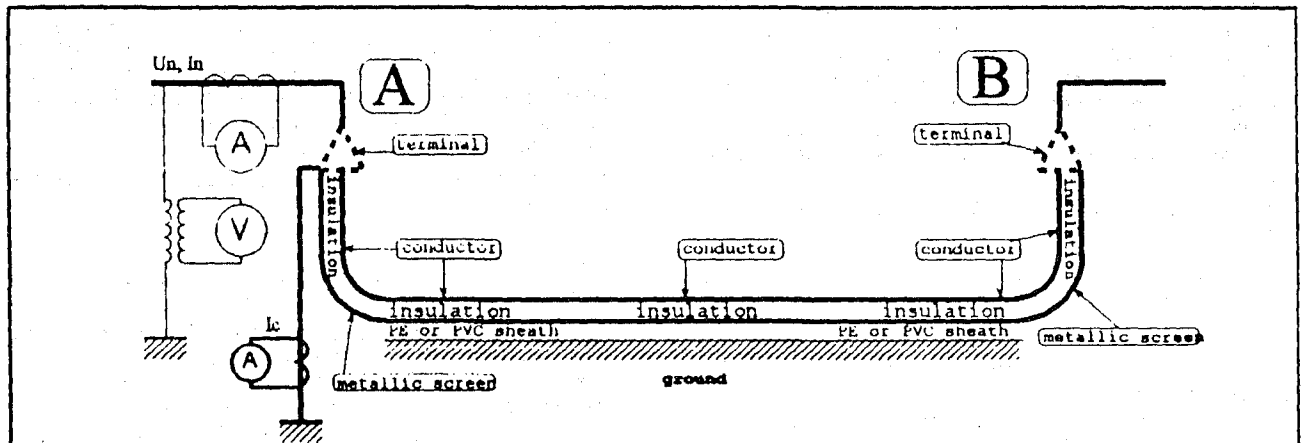 Un, In
A
B
A
terminal
terminal
insulation
insulation
V
conductor
conductor
conductor
insulation
insulation
insulation
PE or PVC sheath
PE or PVC sheath
Ic
A
metallic screen
metallic screen
ground